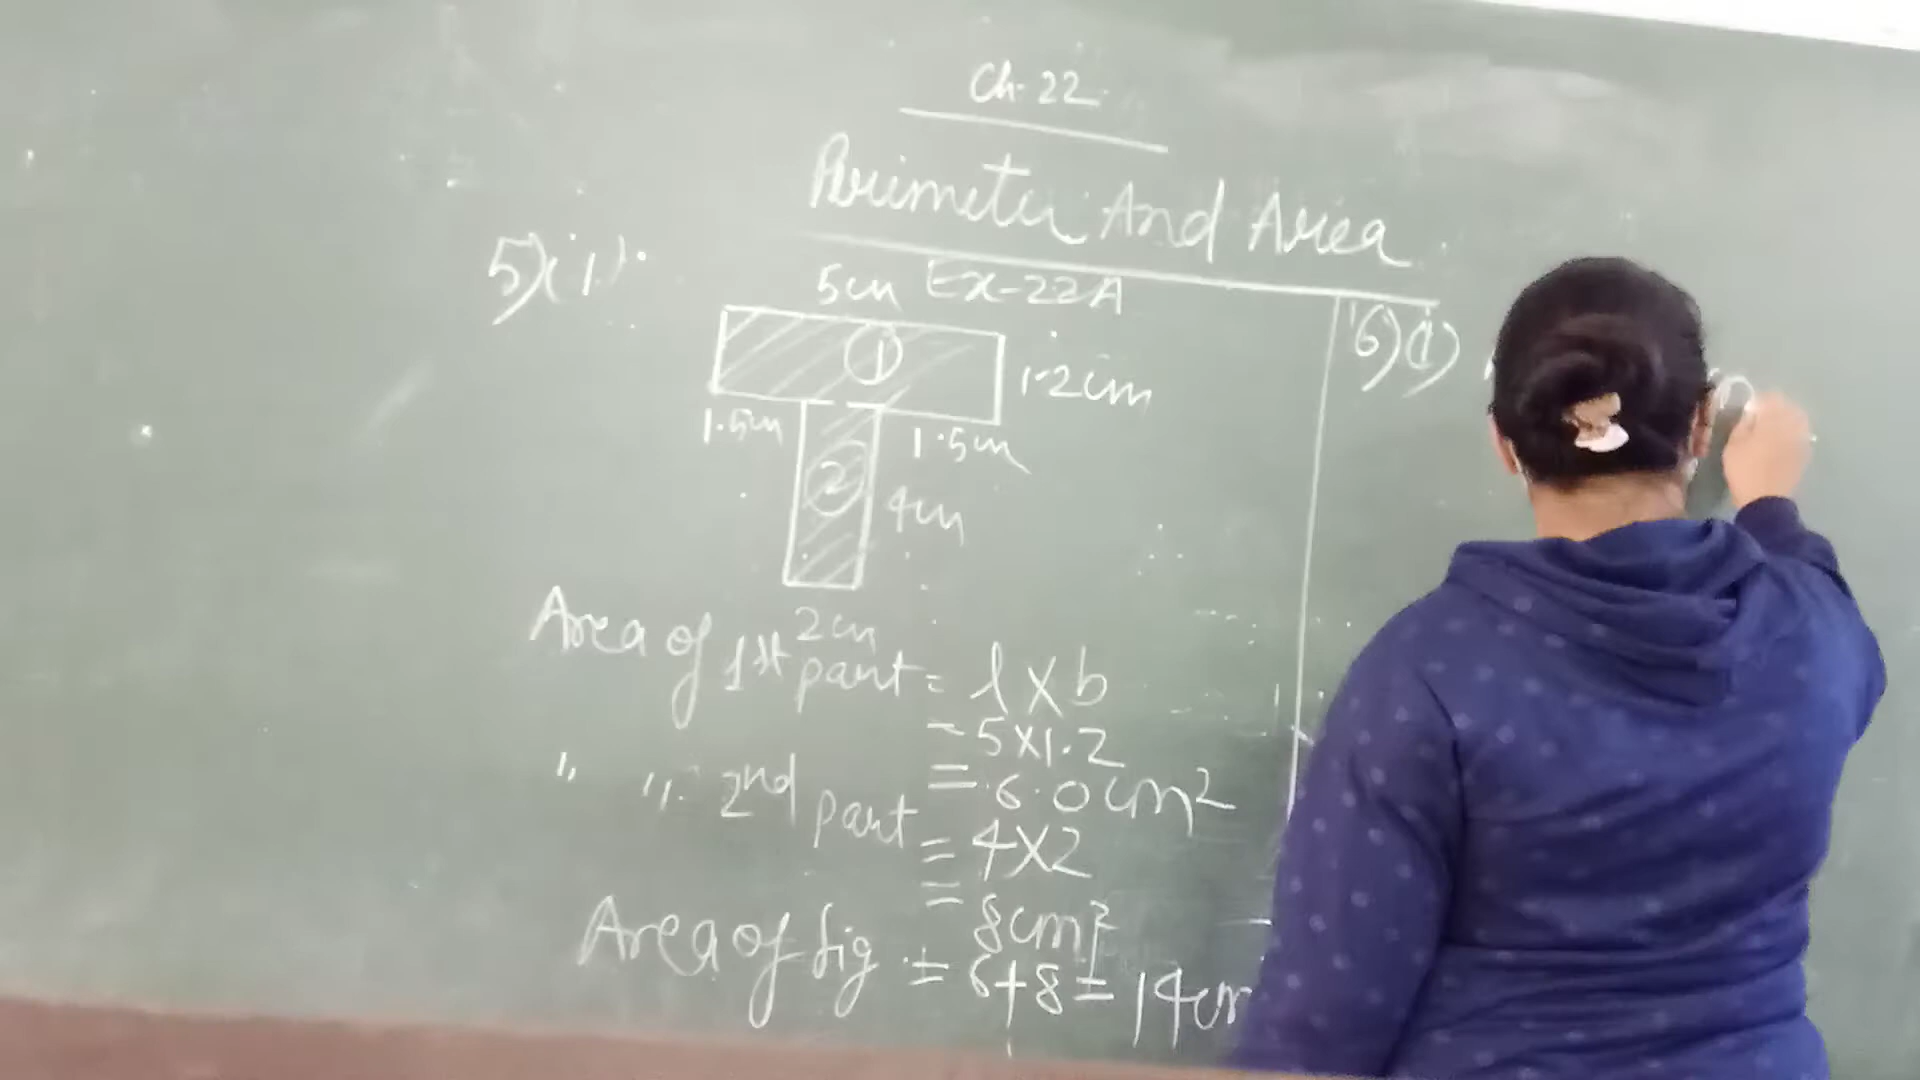 Ch. 22
Perimeter And Area
Ex-22A
5)(i)
5cm
1
1.2cm
1.5cm
1.5cm
2
4cm
2cm
Area of 1st part = l X b
= 5X1.2
= 6.0cm²
" " 2nd part = 4X2
= 8cm²
Area of fig = 6+8 = 14cm
6)(i)